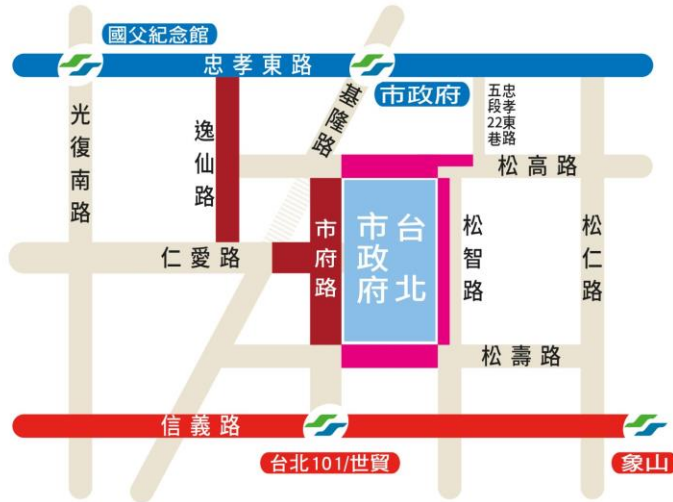 國父紀念館
忠孝東路
市政府
光復南路
逸仙路
基隆路
忠孝東路
五段22巷
松高路
仁愛路
市府路
台北
市政府
松智路
松仁路
松壽路
信義路
台北101/世貿
象山